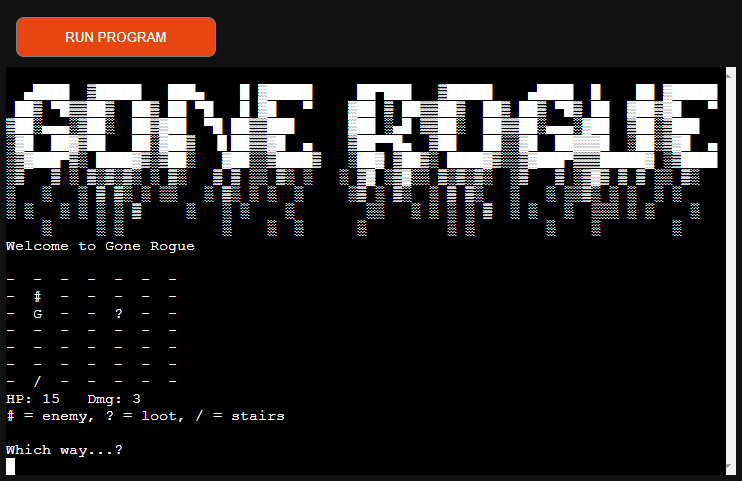 RUN PROGRAM
GONE ROGUE
Welcome to Gone Rogue
- - - - - - -
- # - - - - -
- G - - ? - -
- - - - - - -
- - - - - - -
- - - - - - -
- / - - - - -
HP: 15 Dmg: 3
# = enemy, ? = loot, / = stairs
Which way...?